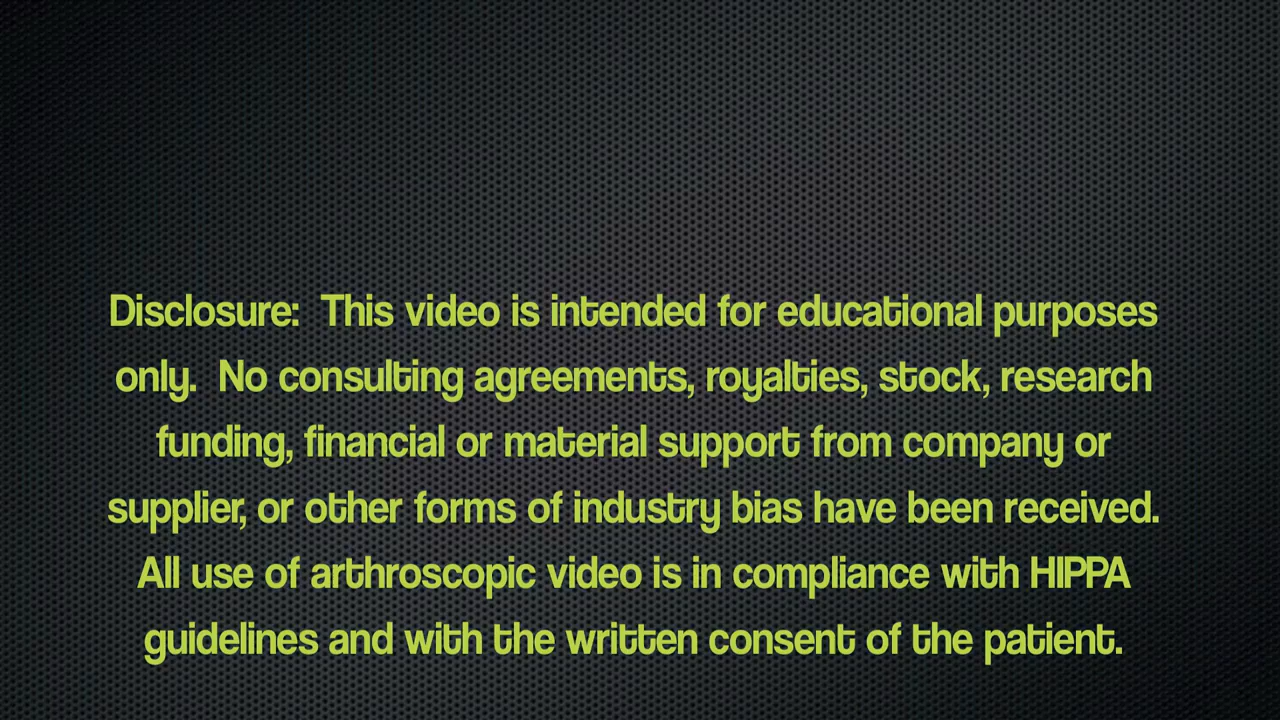 Disclosure:  This video is intended for educational purposes
only.  No consulting agreements, royalties, stock, research
funding, financial or material support from company or
supplier, or other forms of industry bias have been received.
All use of arthroscopic video is in compliance with HIPPA
guidelines and with the written consent of the patient.